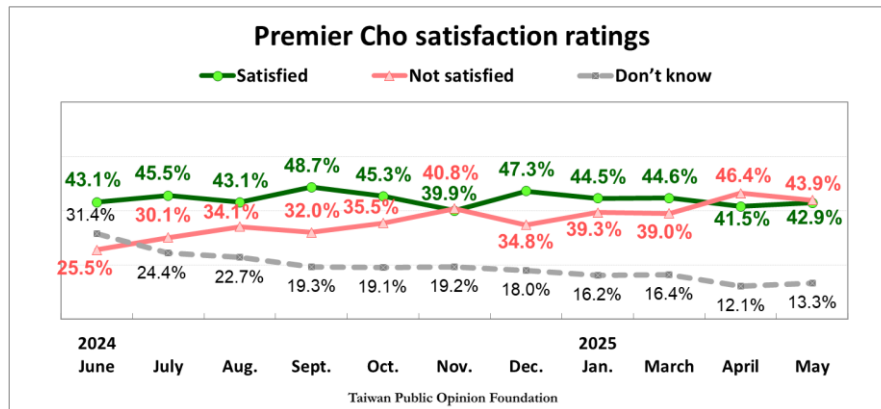 Premier Cho satisfaction ratings
Satisfied Not satisfied Don't know
43.1% 45.5% 43.1% 48.7% 45.3% 39.9% 47.3% 44.5% 44.6% 41.5% 42.9%
25.5% 30.1% 34.1% 32.0% 35.5% 40.8% 34.8% 39.3% 39.0% 46.4% 43.9%
31.4% 24.4% 22.7% 19.3% 19.1% 19.2% 18.0% 16.2% 16.4% 12.1% 13.3%
2024 2025
June July Aug. Sept. Oct. Nov. Dec. Jan. March April May
Taiwan Public Opinion Foundation